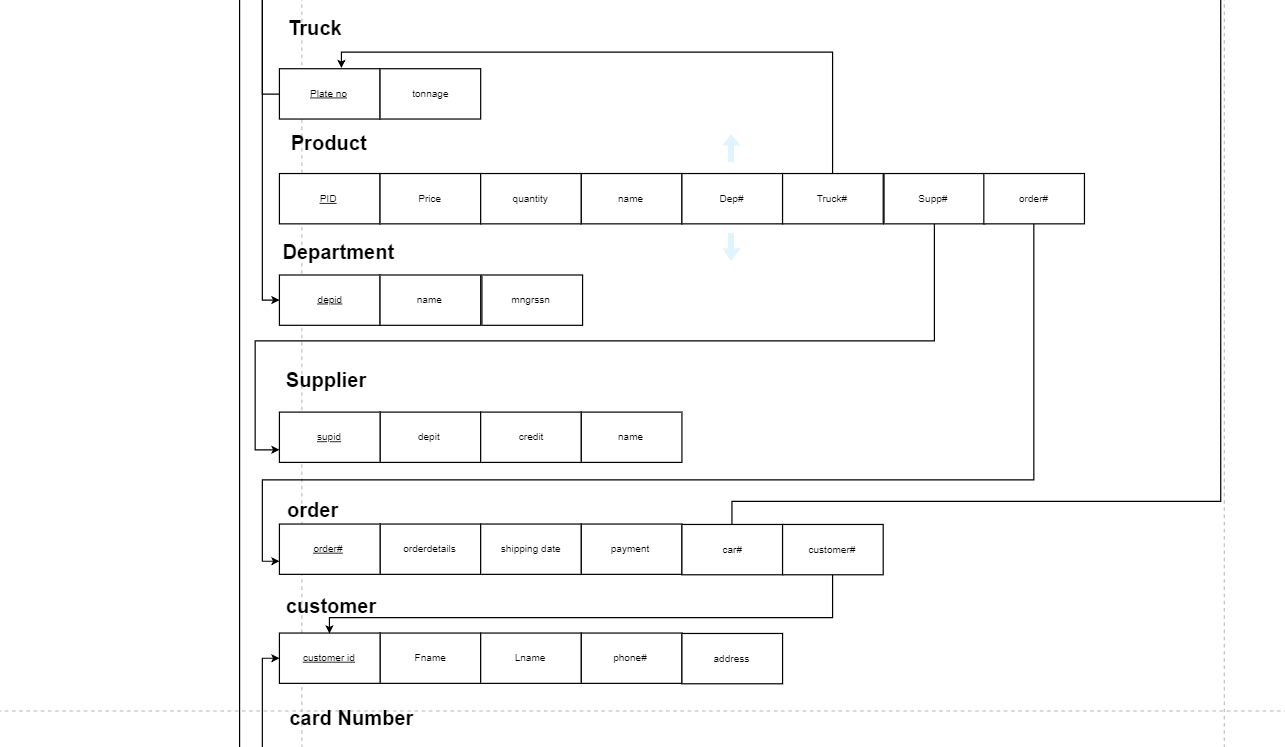 Truck
Plate no tonnage
Product
PID Price quantity name Dep# Truck# Supp# order#
Department
depid name mngrssn
Supplier
supid depit credit name
order
order# orderdetails shipping date payment car# customer#
customer
customer id Fname Lname phone# address
card Number